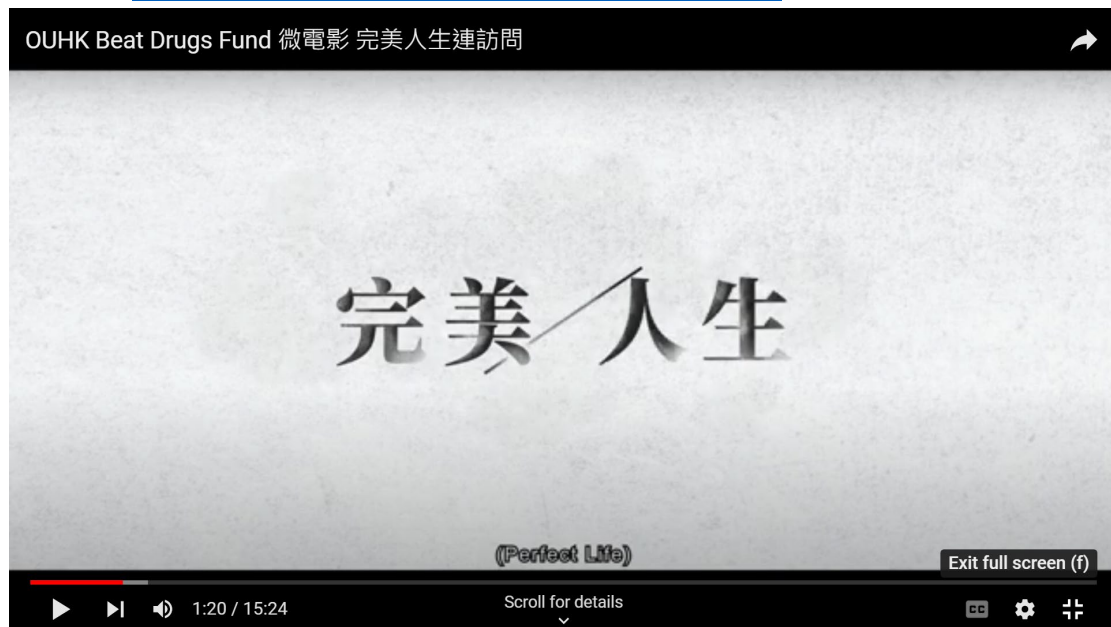 OUHK Beat Drugs Fund 微電影 完美人生連訪問
完美 人生
(Perfect Life)
Exit full screen (f)
1:20 / 15:24
Scroll for details
CC